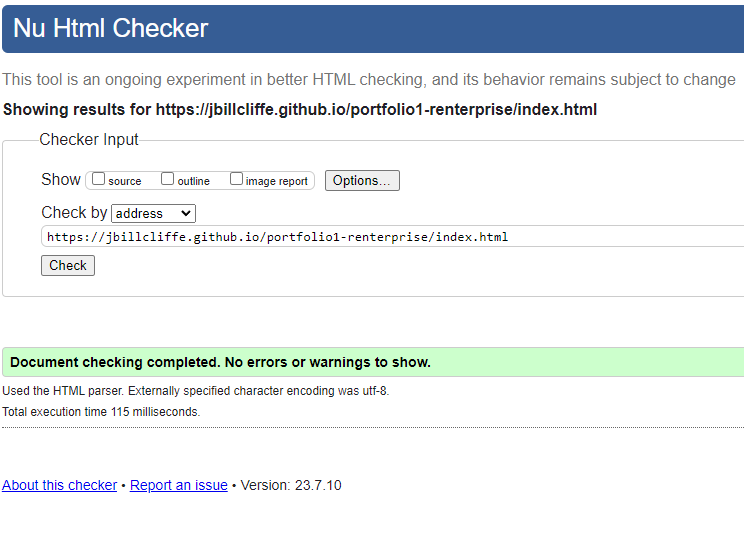 Nu Html Checker
This tool is an ongoing experiment in better HTML checking, and its behavior remains subject to change
Showing results for https://jbillcliffe.github.io/portfolio1-renterprise/index.html
Checker Input
Show source outline image report Options...
Check by address
https://jbillcliffe.github.io/portfolio1-renterprise/index.html
Check
Document checking completed. No errors or warnings to show.
Used the HTML parser. Externally specified character encoding was utf-8.
Total execution time 115 milliseconds.
About this checker • Report an issue • Version: 23.7.10